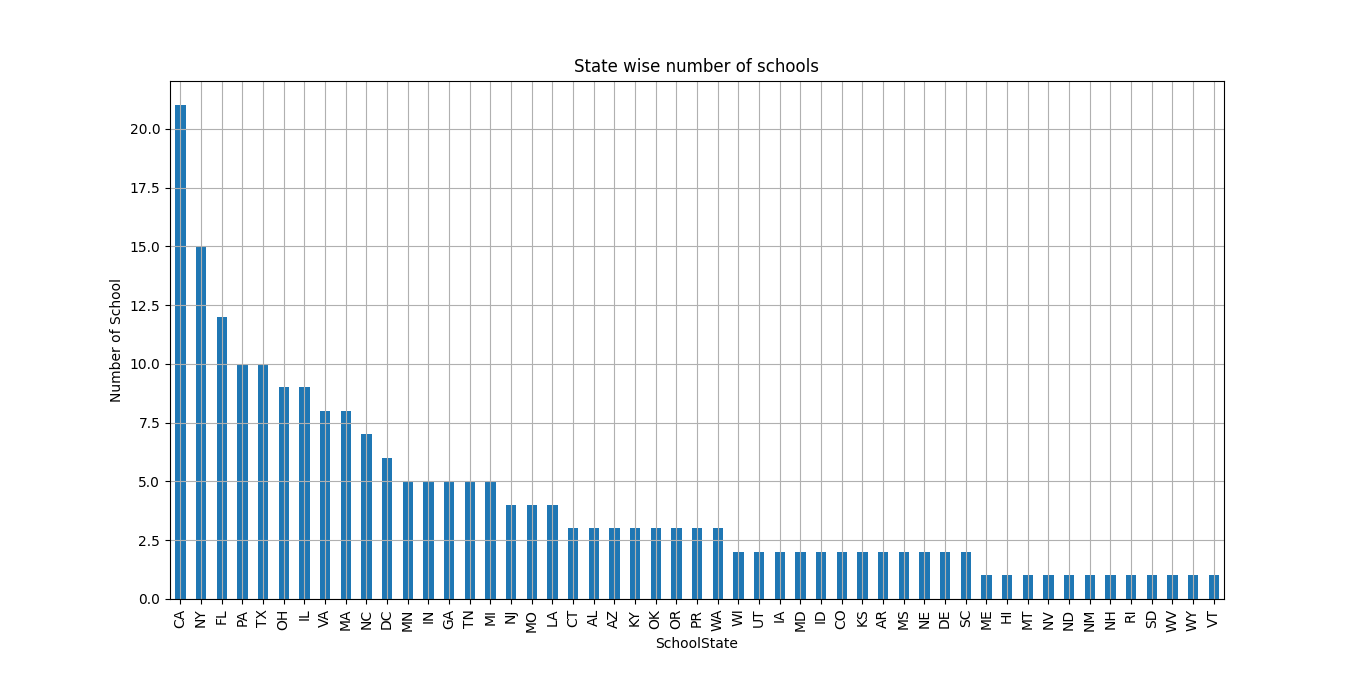 State wise number of schools
Number of School
20.0
17.5
15.0
12.5
10.0
7.5
5.0
2.5
0.0
CA NY FL PA TX OH IL VA MA NC DC MN IN GA TN MI NJ MO LA CT AL AZ KY OK OR PR WA WI UT IA MD ID CO KS AR MS NE DE SC ME HI MT NV ND NM NH RI SD WV WY VT
SchoolState